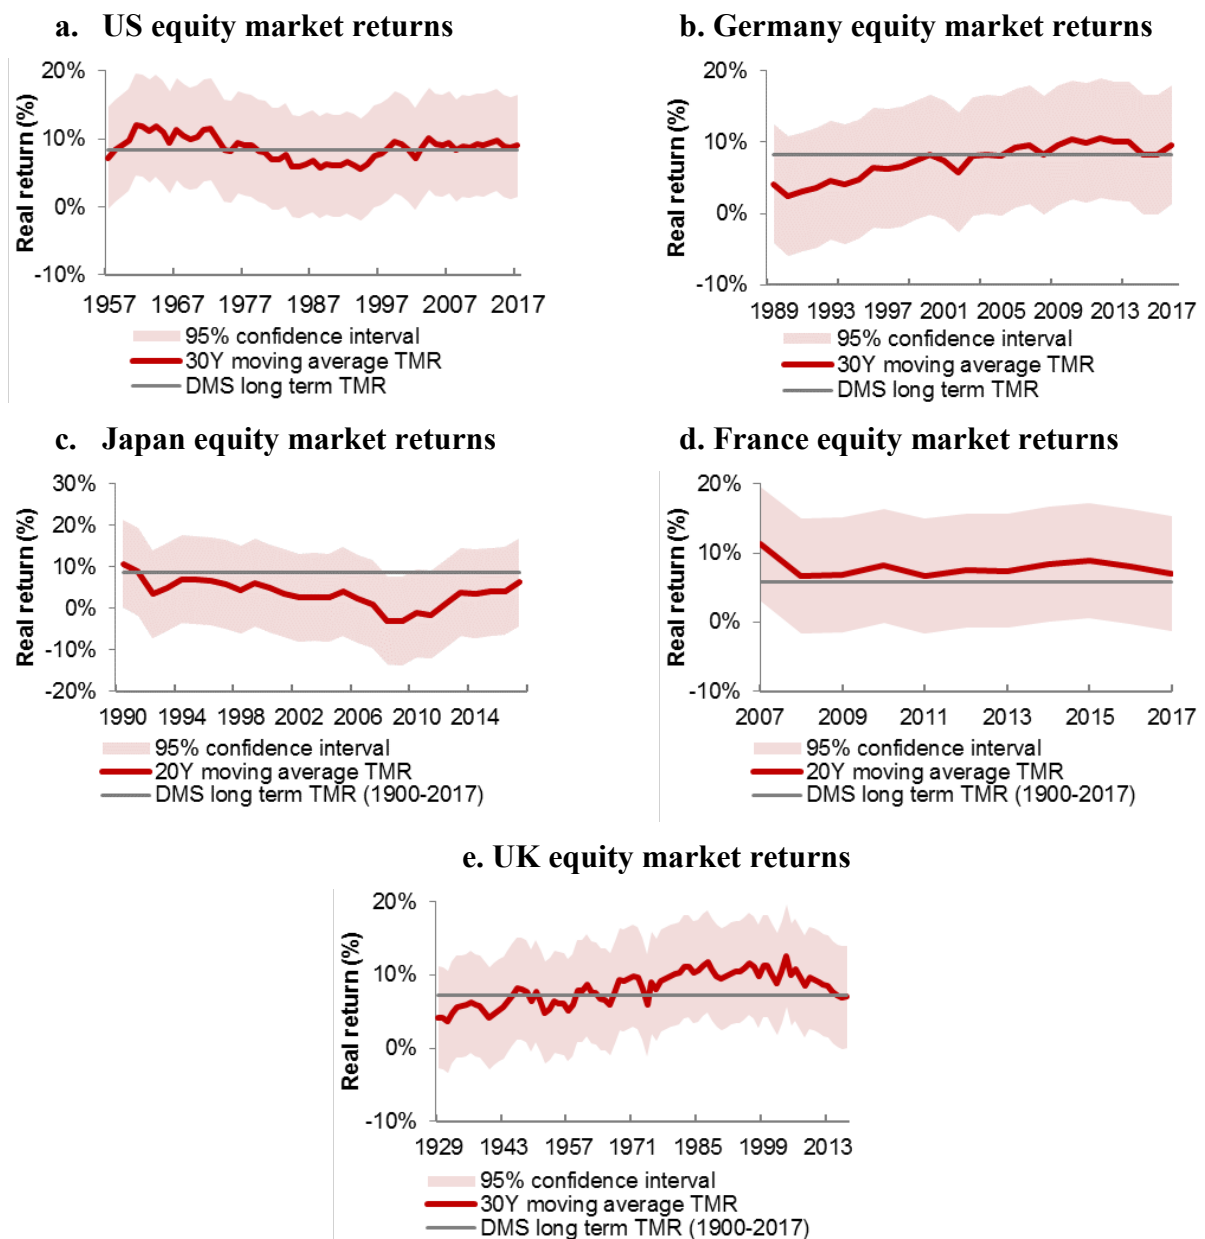 a. US equity market returns
20%
10%
0%
-10%
Real return (%)
1957 1967 1977 1987 1997 2007 2017
95% confidence interval
30Y moving average TMR
DMS long term TMR
b. Germany equity market returns
20%
10%
0%
-10%
Real return (%)
1989 1993 1997 2001 2005 2009 2013 2017
95% confidence interval
30Y moving average TMR
DMS long term TMR
c. Japan equity market returns
30%
20%
10%
0%
-10%
-20%
Real return (%)
1990 1994 1998 2002 2006 2010 2014
95% confidence interval
20Y moving average TMR
DMS long term TMR (1900-2017)
d. France equity market returns
20%
10%
0%
-10%
Real return (%)
2007 2009 2011 2013 2015 2017
95% confidence interval
20Y moving average TMR
DMS long term TMR (1900-2017)
e. UK equity market returns
20%
10%
0%
-10%
Real return (%)
1929 1943 1957 1971 1985 1999 2013
95% confidence interval
30Y moving average TMR
DMS long term TMR (1900-2017)